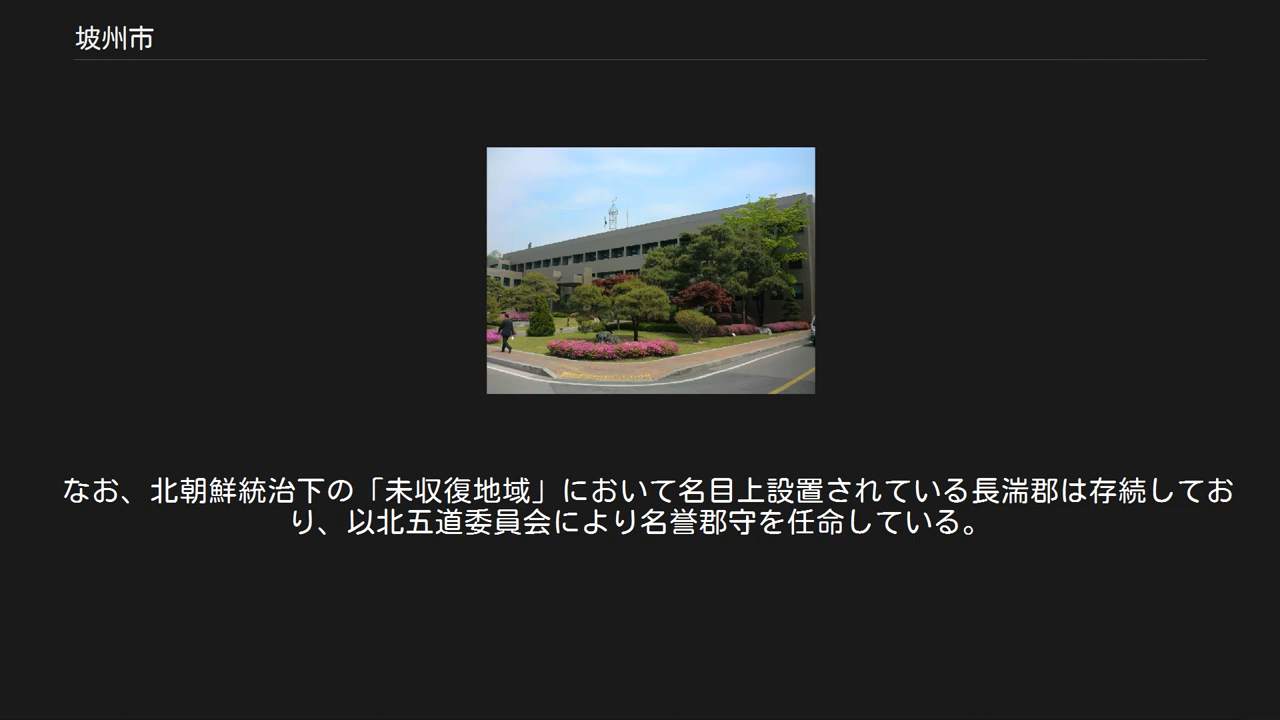 坡州市
なお、北朝鮮統治下の「未収復地域」において名目上設置されている長湍郡は存続してお
り、以北五道委員会により名誉郡守を任命している。